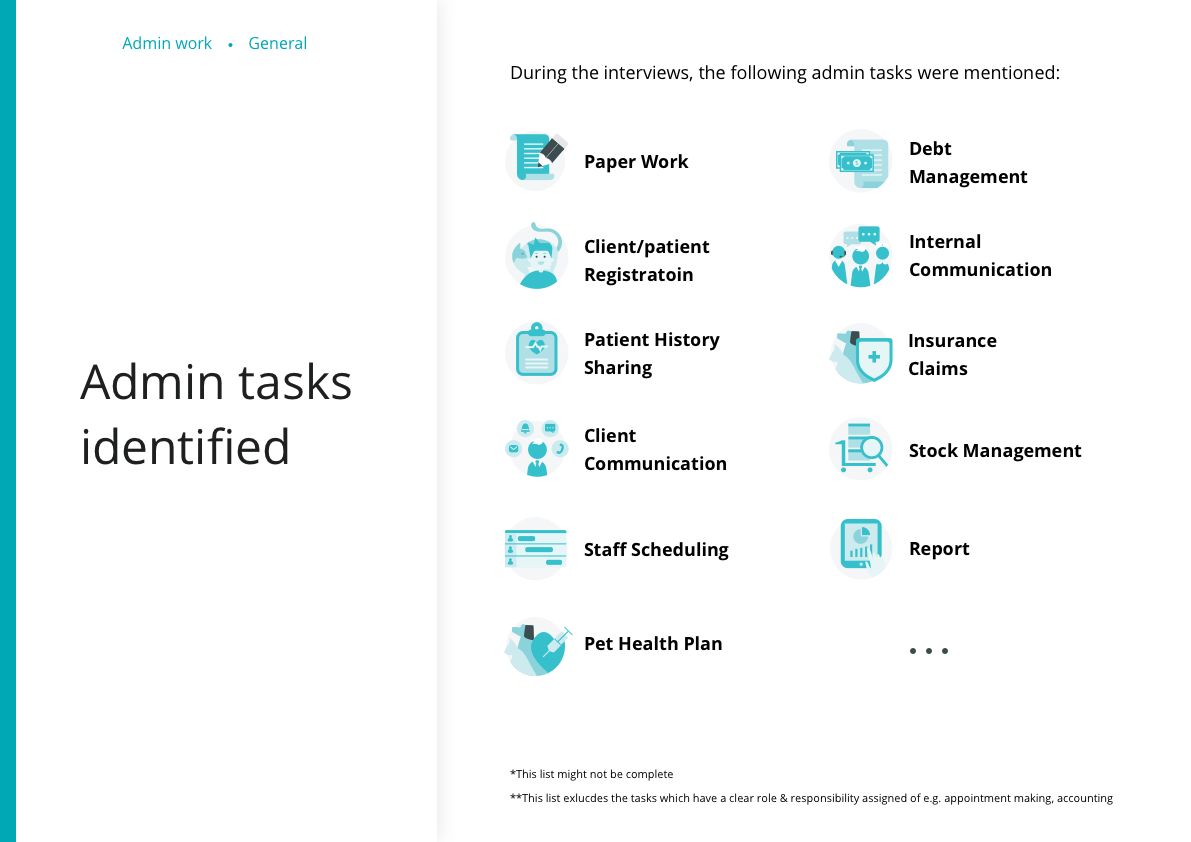 Admin work • General
Admin tasks
identified
During the interviews, the following admin tasks were mentioned:
Paper Work
Client/patient
Registratoin
Patient History
Sharing
Client
Communication
Staff Scheduling
Pet Health Plan
Debt
Management
Internal
Communication
Insurance
Claims
Stock Management
Report
...
*This list might not be complete
**This list exlucdes the tasks which have a clear role & responsibility assigned of e.g. appointment making, accounting